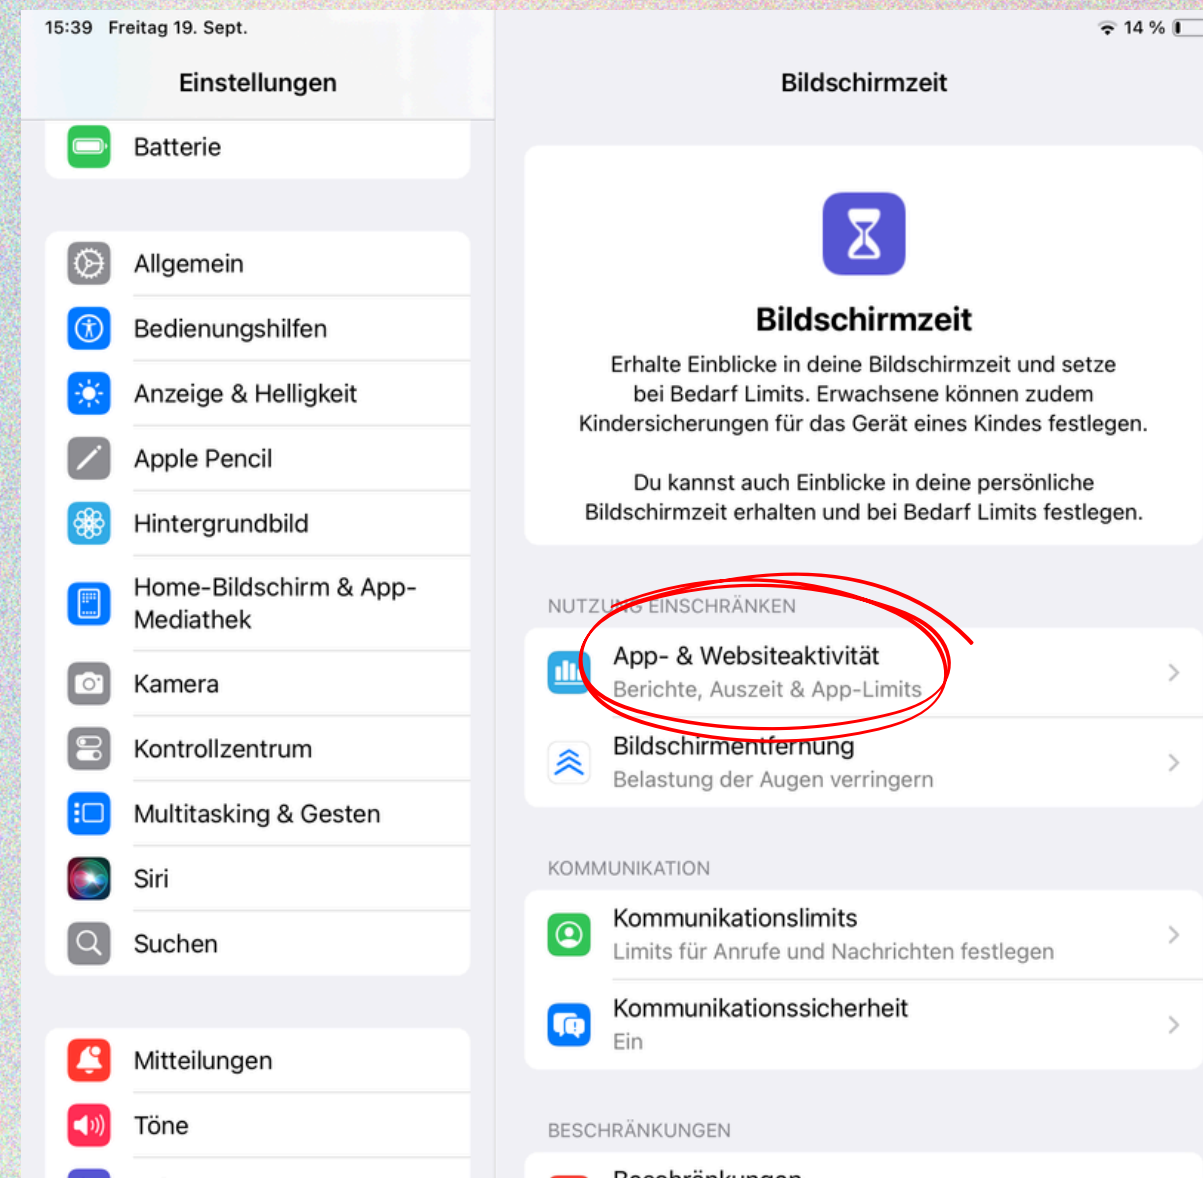 15:39 Freitag 19. Sept.
14 %
Einstellungen
Batterie
Allgemein
Bedienungshilfen
Anzeige & Helligkeit
Apple Pencil
Hintergrundbild
Home-Bildschirm & App-
Mediathek
Kamera
Kontrollzentrum
Multitasking & Gesten
Siri
Suchen
Mitteilungen
Töne
Bildschirmzeit
Bildschirmzeit
Erhalte Einblicke in deine Bildschirmzeit und setze
bei Bedarf Limits. Erwachsene können zudem
Kindersicherungen für das Gerät eines Kindes festlegen.
Du kannst auch Einblicke in deine persönliche
Bildschirmzeit erhalten und bei Bedarf Limits festlegen.
NUTZUNG EINSCHRÄNKEN
App- & Websiteaktivität
Berichte, Auszeit & App-Limits
Bildschirmentfernung
Belastung der Augen verringern
KOMMUNIKATION
Kommunikationslimits
Limits für Anrufe und Nachrichten festlegen
Kommunikationssicherheit
Ein
BESCHRÄNKUNGEN
Beschränkungen